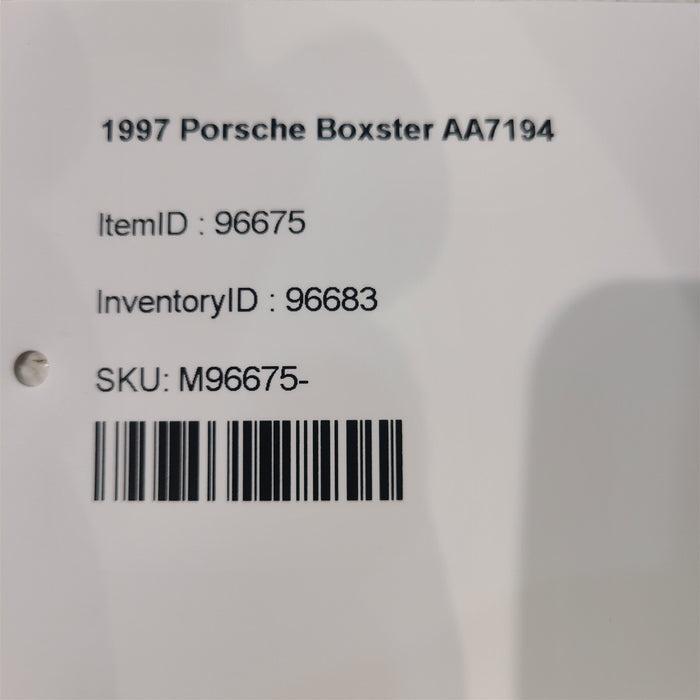 1997 Porsche Boxster AA7194
ItemID : 96675
InventoryID : 96683
SKU: M96675-